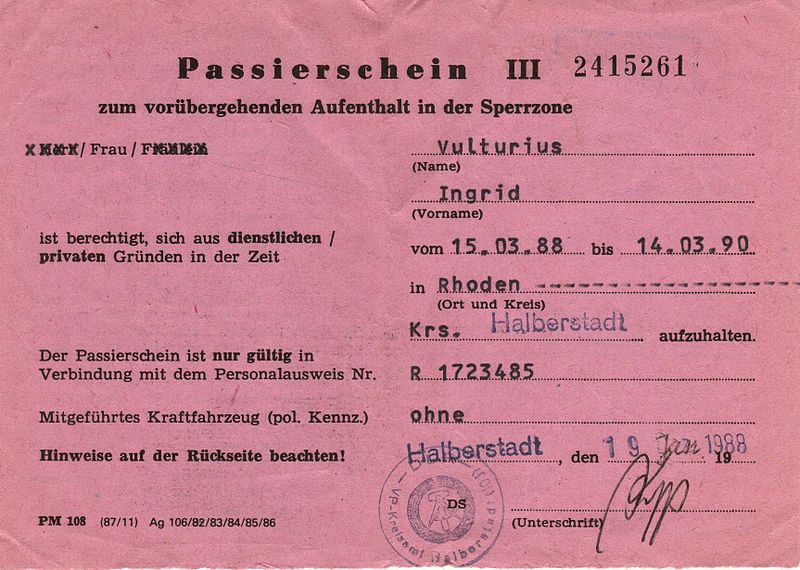 Passierschein III 2415261
zum vorübergehenden Aufenthalt in der Sperrzone
Herr / Frau / Fräulein
Vulturius
(Name)
Ingrid
(Vorname)
ist berechtigt, sich aus dienstlichen /
privaten Gründen in der Zeit
vom 15.03.88 bis 14.03.90
in Rhoden
(Ort und Kreis)
Krs. Halberstadt aufzuhalten.
Der Passierschein ist nur gültig in
Verbindung mit dem Personalausweis Nr.
R 1723485
Mitgeführtes Kraftfahrzeug (pol. Kennz.)
ohne
Hinweise auf der Rückseite beachten!
Halberstadt, den 19 Jan 1988 19
DS
VP-Kreisamt Halberstadt
(Unterschrift)
PM 108 (87/11) Ag 106/82/83/84/85/86